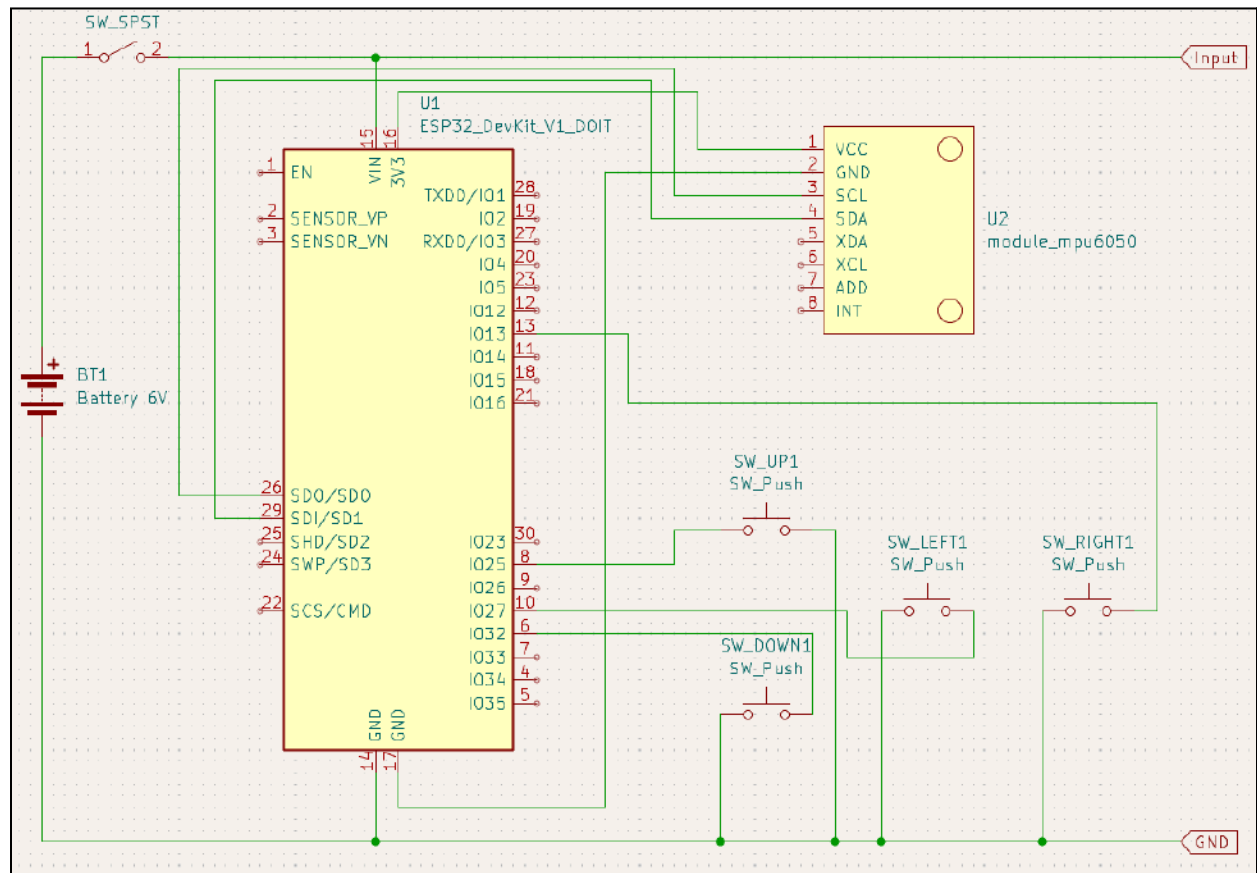 SW_SPST
1 2
Input
U1
ESP32_DevKit_V1_DOIT
15 16
VIN 3V3
1 EN
2 SENSOR_VP
3 SENSOR_VN
26 SDO/SD0
29 SDI/SD1
25 SHD/SD2
24 SWP/SD3
22 SCS/CMD
TXD0/IO1 28
IO2 19
RXD0/IO3 27
IO4 20
IO5 23
IO12 12
IO13 13
IO14 11
IO15 18
IO16 21
IO23 30
IO25 8
IO26 9
IO27 10
IO32 6
IO33 7
IO34 4
IO35 5
GND GND
14 17
1 VCC
2 GND
3 SCL
4 SDA
5 XDA
6 XCL
7 ADD
8 INT
U2
module_mpu6050
+
BT1
Battery 6V
SW_UP1
SW_Push
SW_LEFT1
SW_Push
SW_RIGHT1
SW_Push
SW_DOWN1
SW_Push
GND